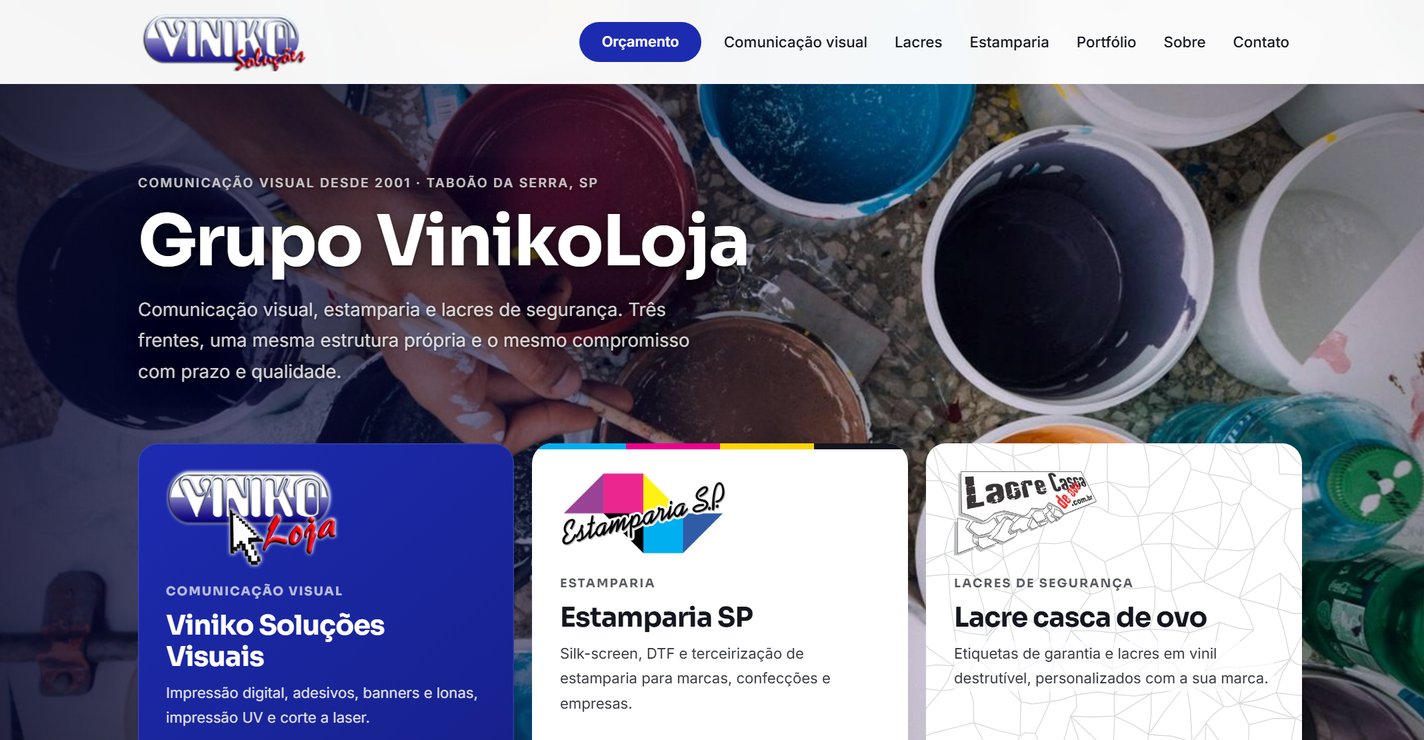 VINIKO
Soluções
Orçamento
Comunicação visual
Lacres
Estamparia
Portfólio
Sobre
Contato
COMUNICAÇÃO VISUAL DESDE 2001 · TABOÃO DA SERRA, SP
Grupo VinikoLoja
Comunicação visual, estamparia e lacres de segurança. Três
frentes, uma mesma estrutura própria e o mesmo compromisso
com prazo e qualidade.
VINIKO
Loja
COMUNICAÇÃO VISUAL
Viniko Soluções
Visuais
Impressão digital, adesivos, banners e lonas,
impressão UV e corte a laser.
Estamparia S.P.
ESTAMPARIA
Estamparia SP
Silk-screen, DTF e terceirização de
estamparia para marcas, confecções e
empresas.
Lacre Casca
de ovo
.com.br
LACRES DE SEGURANÇA
Lacre casca de ovo
Etiquetas de garantia e lacres em vinil
destrutível, personalizados com a sua marca.